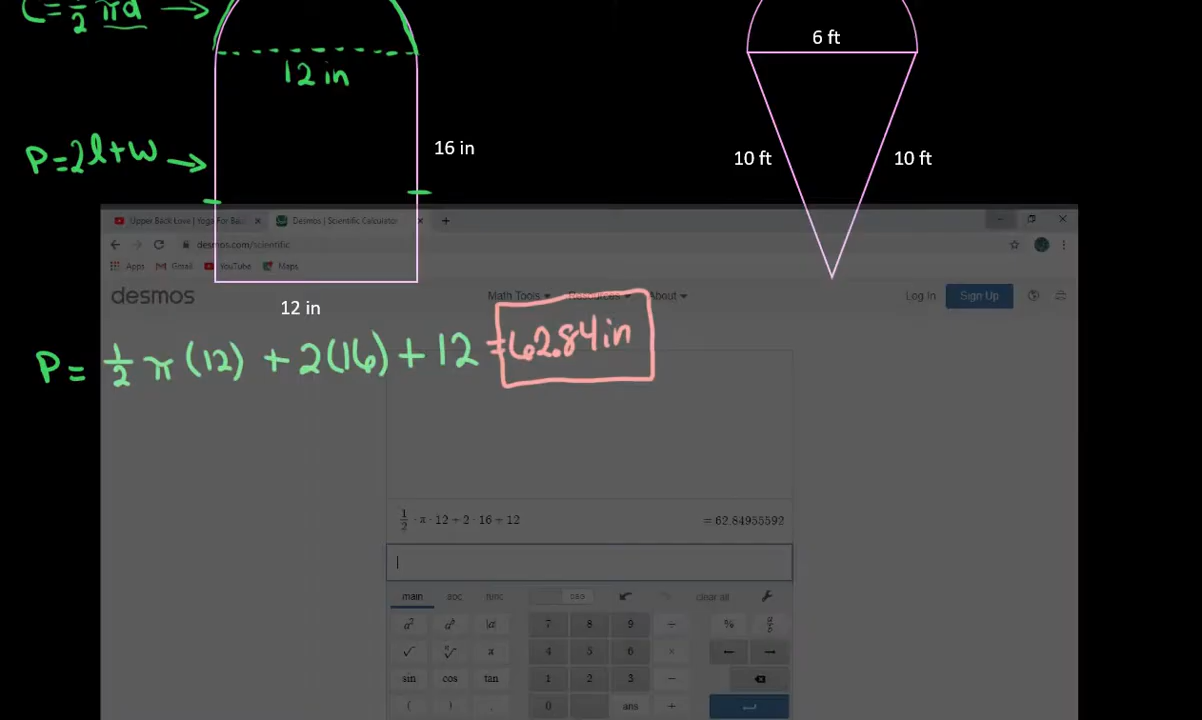 C = 1/2 πd →
6 ft
12 in
P = 2l + w →
16 in
10 ft
10 ft
Upper Back Love | Yoga For Ba
Desmos | Scientific Calculator
desmos.com/scientific
Apps
Gmail
YouTube
Maps
desmos
Math Tools
Resources
About
Log In
Sign Up
12 in
P = 1/2 π (12) + 2(16) + 12 = 62.84 in
1/2 · π · 12 + 2 · 16 + 12
= 62.84955592
main
abc
func
clear all
a² aᵇ |a| 7 8 9 ÷ %
√ π 4 5 6 × ← →
sin cos tan 1 2 3 −
( ) , 0 ans +